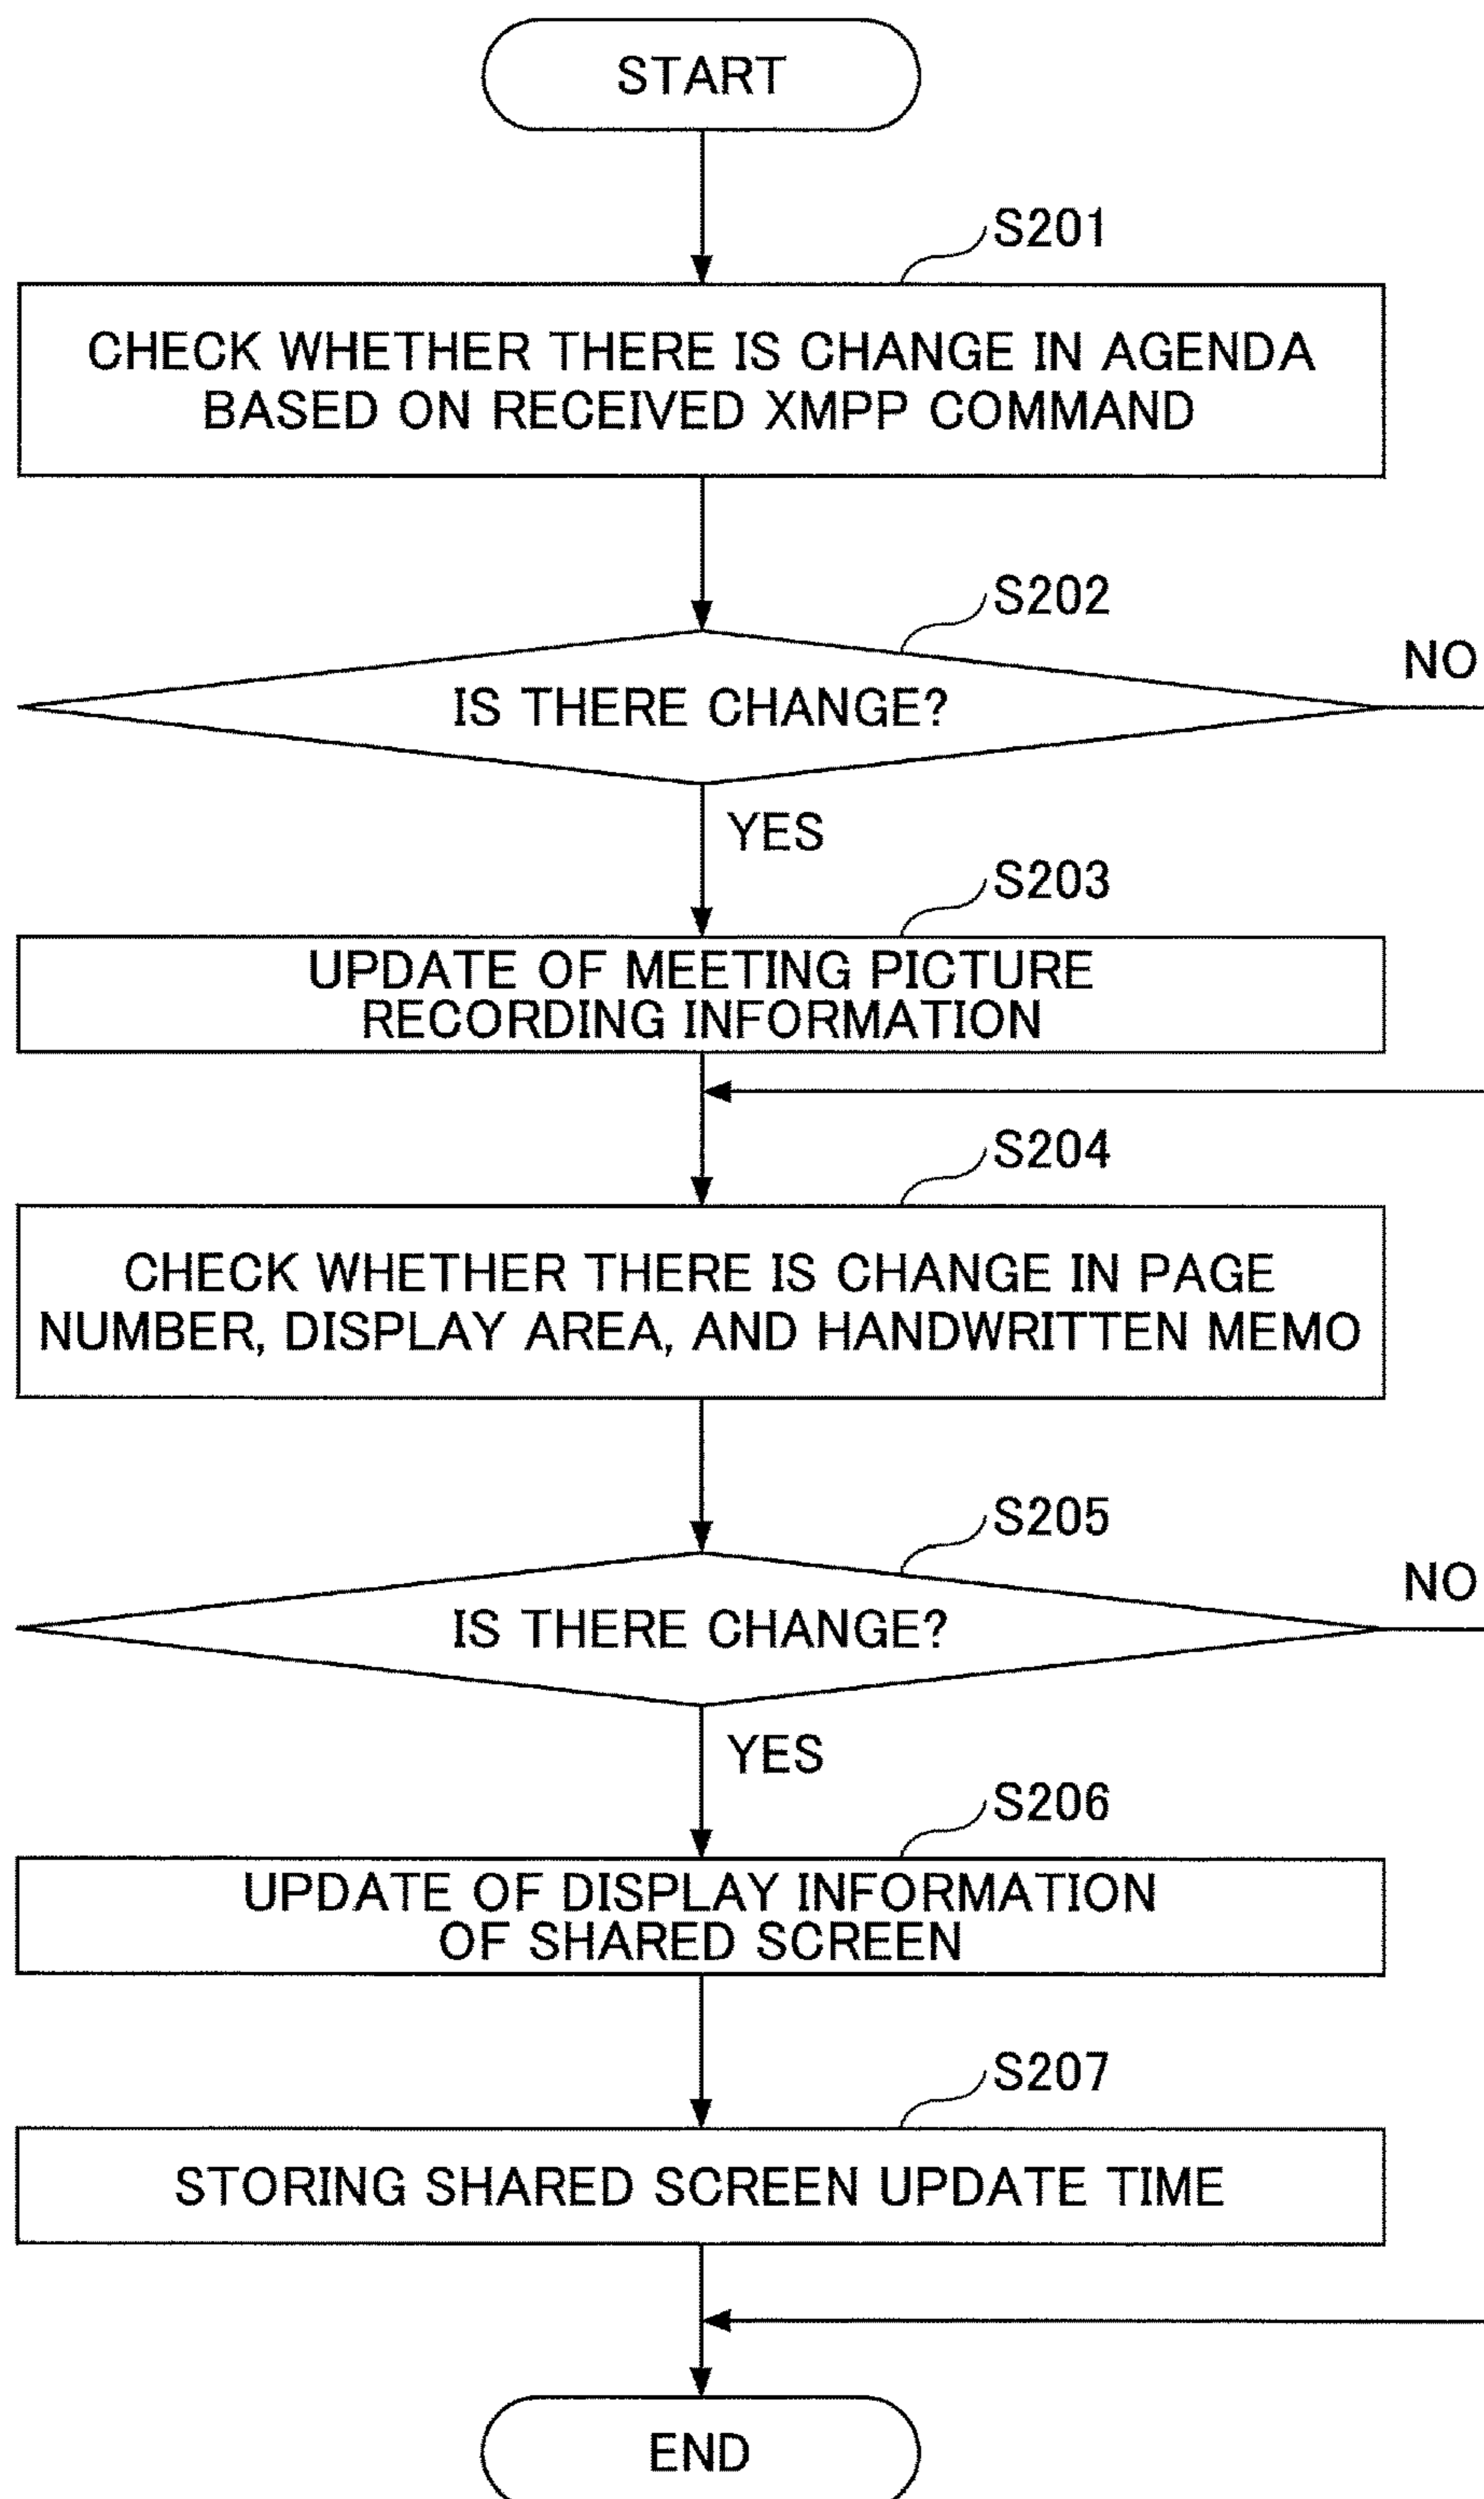 START
S201
CHECK WHETHER THERE IS CHANGE IN AGENDA
BASED ON RECEIVED XMPP COMMAND
S202
IS THERE CHANGE?
NO
YES
S203
UPDATE OF MEETING PICTURE
RECORDING INFORMATION
S204
CHECK WHETHER THERE IS CHANGE IN PAGE
NUMBER, DISPLAY AREA, AND HANDWRITTEN MEMO
S205
IS THERE CHANGE?
NO
YES
S206
UPDATE OF DISPLAY INFORMATION
OF SHARED SCREEN
S207
STORING SHARED SCREEN UPDATE TIME
END